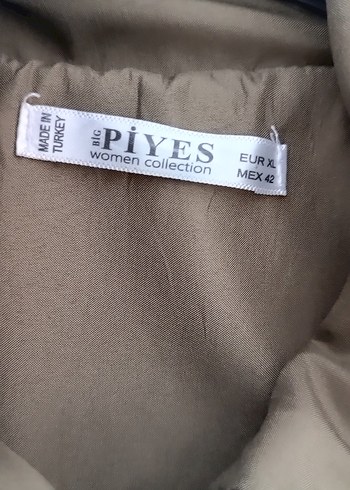 MADE IN
TURKEY
BIG PİYES
women collection
EUR XL
MEX 42